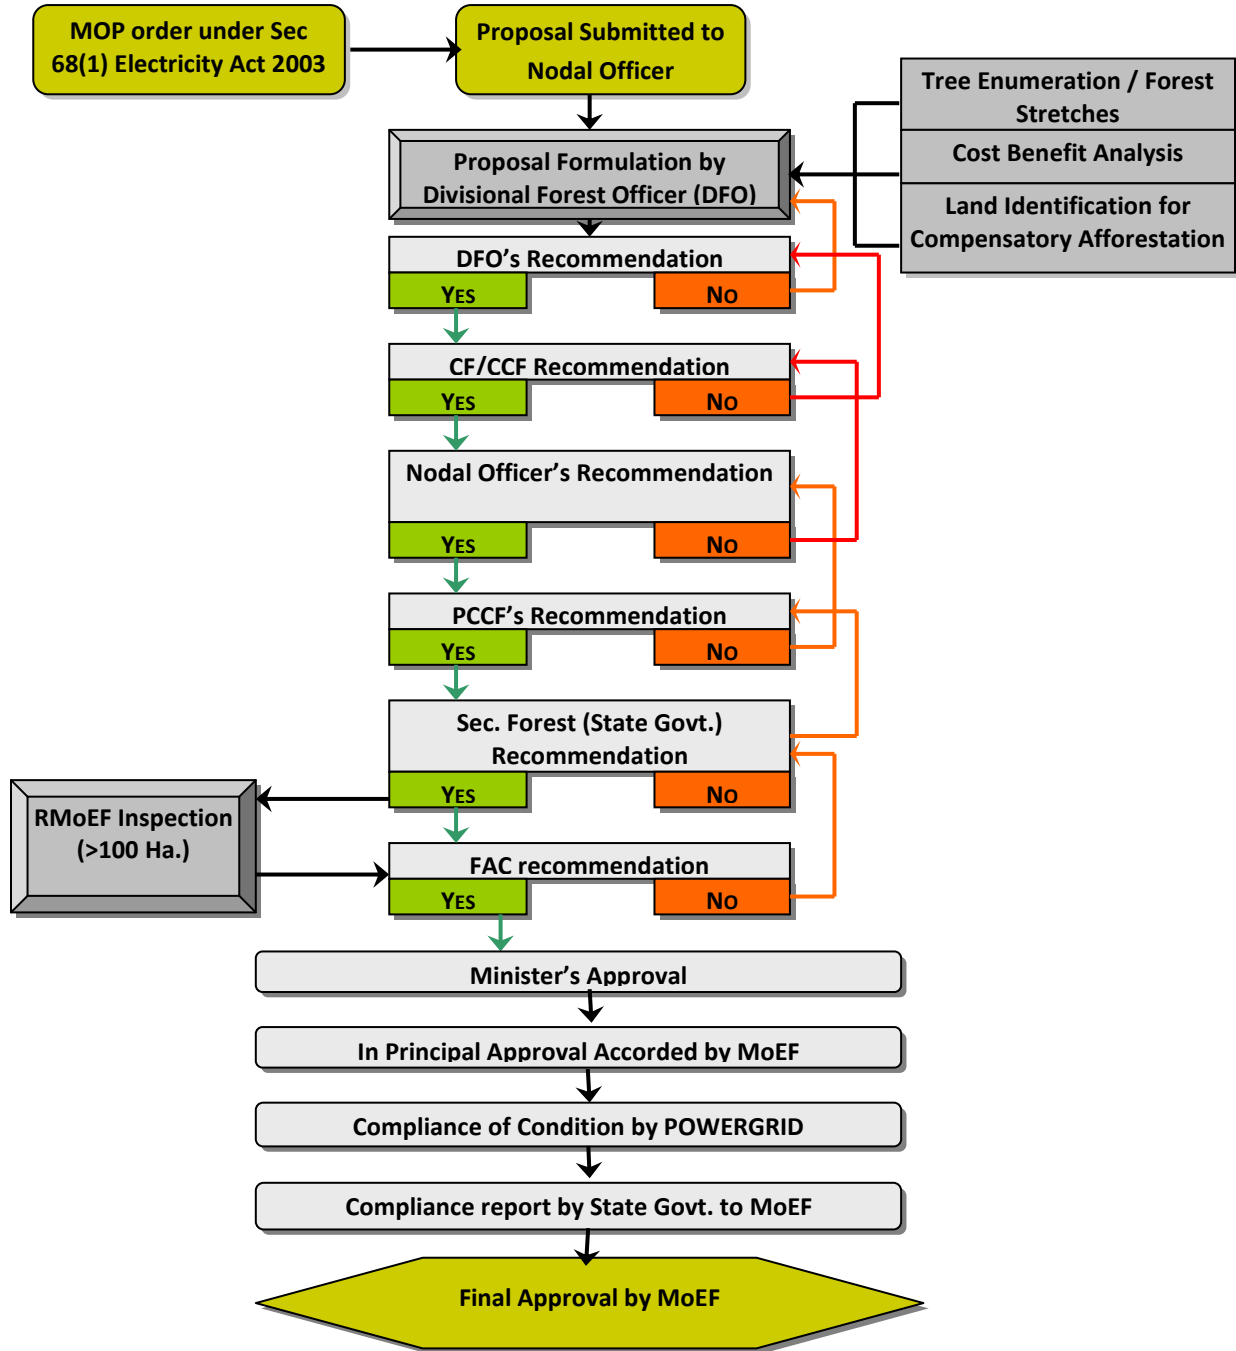 MOP order under Sec
68(1) Electricity Act 2003
Proposal Submitted to
Nodal Officer
Tree Enumeration / Forest
Stretches
Cost Benefit Analysis
Land Identification for
Compensatory Afforestation
Proposal Formulation by
Divisional Forest Officer (DFO)
DFO’s Recommendation
YES
NO
CF/CCF Recommendation
YES
NO
Nodal Officer’s Recommendation
YES
NO
PCCF’s Recommendation
YES
NO
Sec. Forest (State Govt.)
Recommendation
YES
NO
RMoEF Inspection
(>100 Ha.)
FAC recommendation
YES
NO
Minister’s Approval
In Principal Approval Accorded by MoEF
Compliance of Condition by POWERGRID
Compliance report by State Govt. to MoEF
Final Approval by MoEF